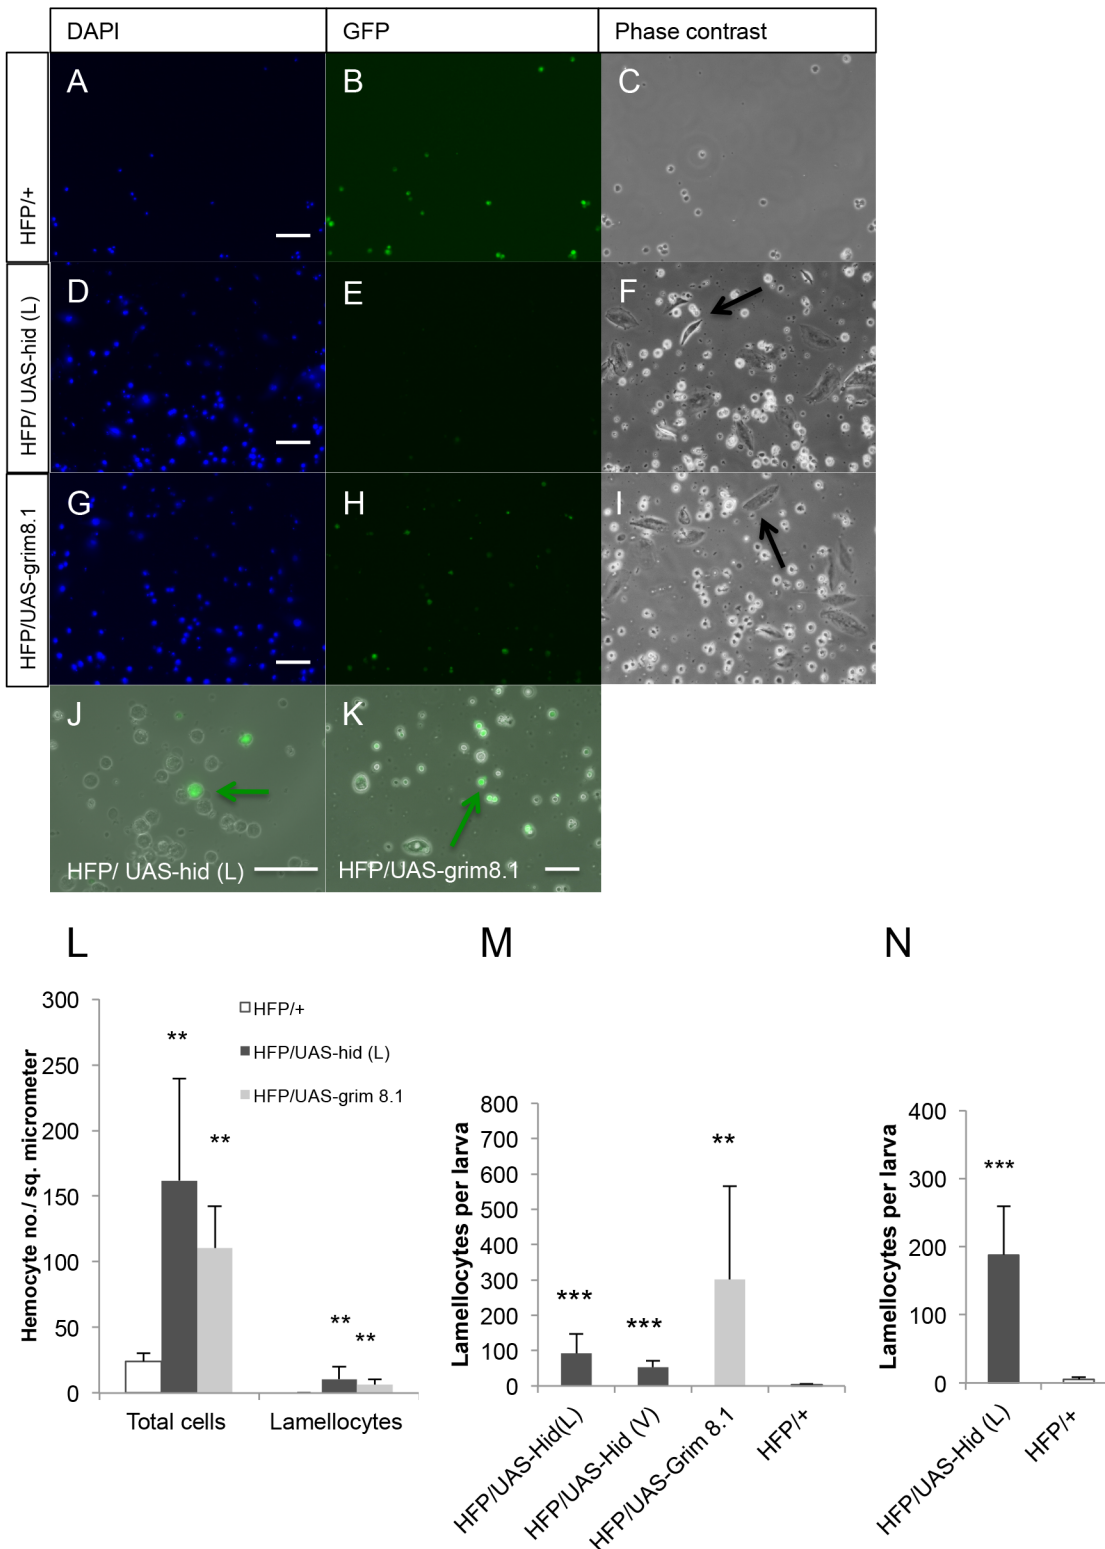 DAPI
GFP
Phase contrast
HFP/+
A
B
C
HFP/ UAS-hid (L)
D
E
F
HFP/UAS-grim8.1
G
H
I
J
HFP/ UAS-hid (L)
K
HFP/UAS-grim8.1
L
Hemocyte no./ sq. micrometer
300
250
200
150
100
50
0
HFP/+
HFP/UAS-hid (L)
HFP/UAS-grim 8.1
**
**
**
**
Total cells
Lamellocytes
M
Lamellocytes per larva
800
700
600
500
400
300
200
100
0
***
***
**
HFP/UAS-Hid(L)
HFP/UAS-Hid (V)
HFP/UAS-Grim 8.1
HFP/+
N
Lamellocytes per larva
400
300
200
100
0
***
HFP/UAS-Hid (L)
HFP/+